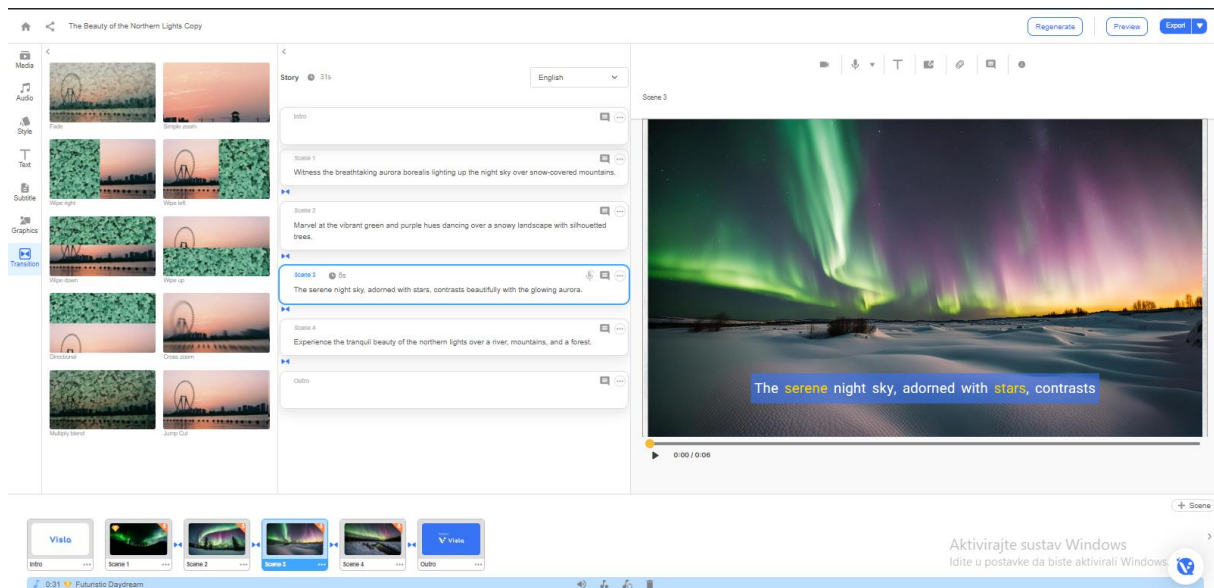 The Beauty of the Northern Lights Copy
Regenerate
Preview
Export
Media
Audio
Style
Text
Subtitle
Graphics
Transition
Fade
Simple zoom
Wipe right
Wipe left
Wipe down
Wipe up
Directional
Cross zoom
Multiply blend
Jump Cut
Story 31s
English
Intro
Scene 1
Witness the breathtaking aurora borealis lighting up the night sky over snow-covered mountains.
Scene 2
Marvel at the vibrant green and purple hues dancing over a snowy landscape with silhouetted
trees.
Scene 3 6s
The serene night sky, adorned with stars, contrasts beautifully with the glowing aurora.
Scene 4
Experience the tranquil beauty of the northern lights over a river, mountains, and a forest.
Outro
Scene 3
The serene night sky, adorned with stars, contrasts
0:00 / 0:06
+ Scene
Visla
Visla
Intro
Scene 1
Scene 2
Scene 3
Scene 4
Outro
0:31 Futuristic Daydream
Aktivirajte sustav Windows
Idite u postavke da biste aktivirali Windows.